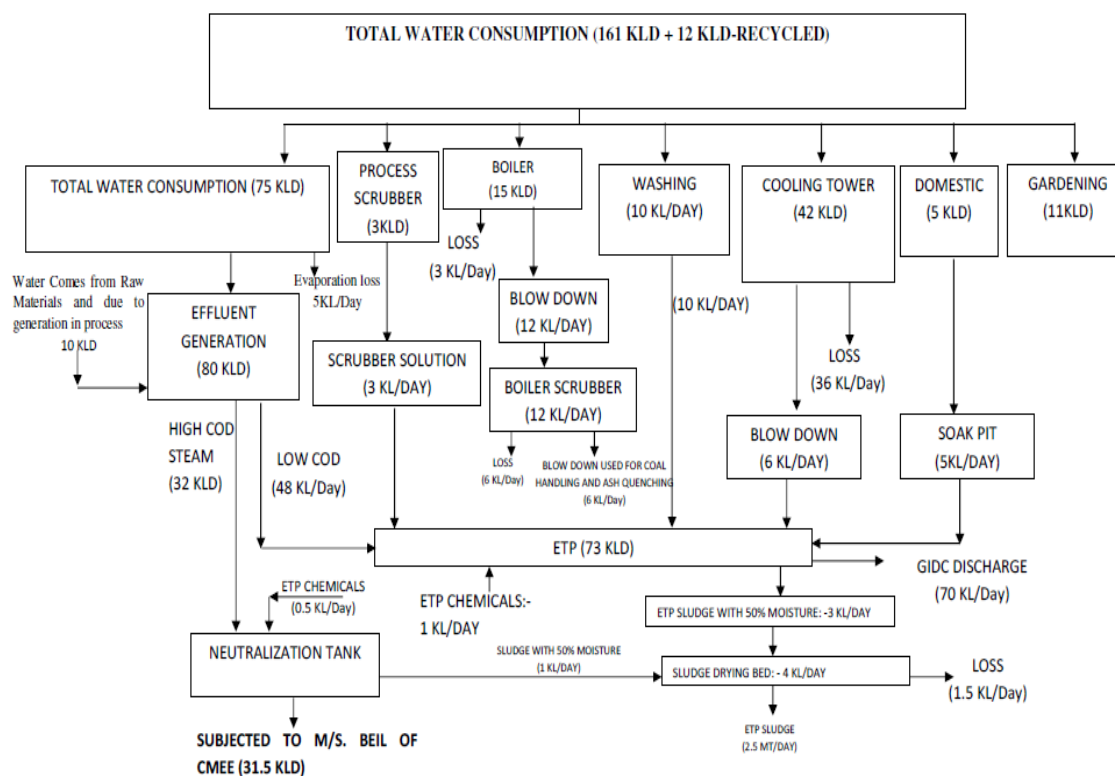 TOTAL WATER CONSUMPTION (161 KLD + 12 KLD-RECYCLED)
TOTAL WATER CONSUMPTION (75 KLD)
PROCESS
SCRUBBER
(3KLD)
BOILER
(15 KLD)
WASHING
(10 KL/DAY)
COOLING TOWER
(42 KLD)
DOMESTIC
(5 KLD)
GARDENING
(11KLD)
Water Comes from Raw
Materials and due to
generation in process
10 KLD
Evaporation loss
5KL/Day
LOSS
(3 KL/Day)
EFFLUENT
GENERATION
(80 KLD)
BLOW DOWN
(12 KL/DAY)
(10 KL/DAY)
LOSS
(36 KL/Day)
SCRUBBER SOLUTION
(3 KL/DAY)
BOILER SCRUBBER
(12 KL/DAY)
BLOW DOWN
(6 KL/DAY)
SOAK PIT
(5KL/DAY)
HIGH COD
STEAM
(32 KLD)
LOW COD
(48 KL/Day)
LOSS
(6 KL/Day)
BLOW DOWN USED FOR COAL
HANDLING AND ASH QUENCHING
(6 KL/Day)
ETP (73 KLD)
GIDC DISCHARGE
(70 KL/Day)
ETP CHEMICALS
(0.5 KL/Day)
ETP CHEMICALS:-
1 KL/DAY
ETP SLUDGE WITH 50% MOISTURE: -3 KL/DAY
NEUTRALIZATION TANK
SLUDGE WITH 50% MOISTURE
(1 KL/DAY)
SLUDGE DRYING BED: - 4 KL/DAY
LOSS
(1.5 KL/Day)
SUBJECTED TO M/S. BEIL OF
CMEE (31.5 KLD)
ETP SLUDGE
(2.5 MT/DAY)